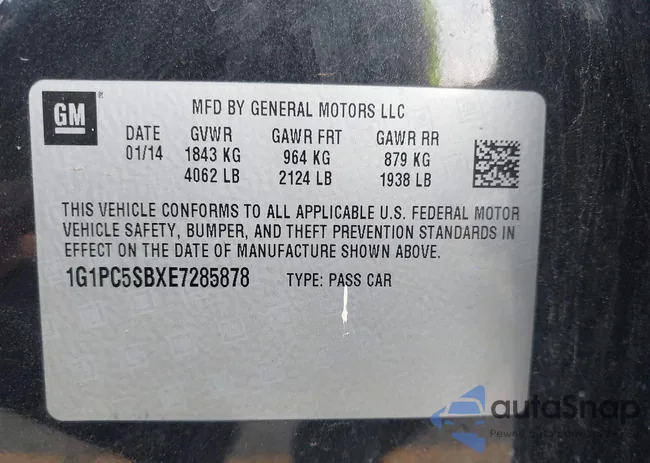 GM
MFD BY GENERAL MOTORS LLC
DATE GVWR GAWR FRT GAWR RR
01/14 1843 KG 964 KG 879 KG
4062 LB 2124 LB 1938 LB
THIS VEHICLE CONFORMS TO ALL APPLICABLE U.S. FEDERAL MOTOR
VEHICLE SAFETY, BUMPER, AND THEFT PREVENTION STANDARDS IN
EFFECT ON THE DATE OF MANUFACTURE SHOWN ABOVE.
1G1PC5SBXE7285878 TYPE: PASS CAR
autoSnap